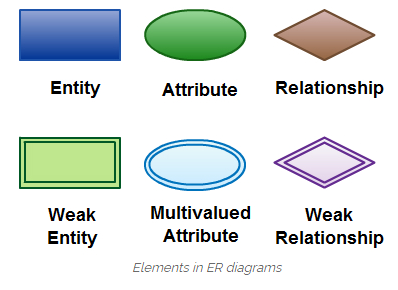 Entity Attribute Relationship
Weak Entity
Multivalued Attribute
Weak Relationship
Elements in ER diagrams